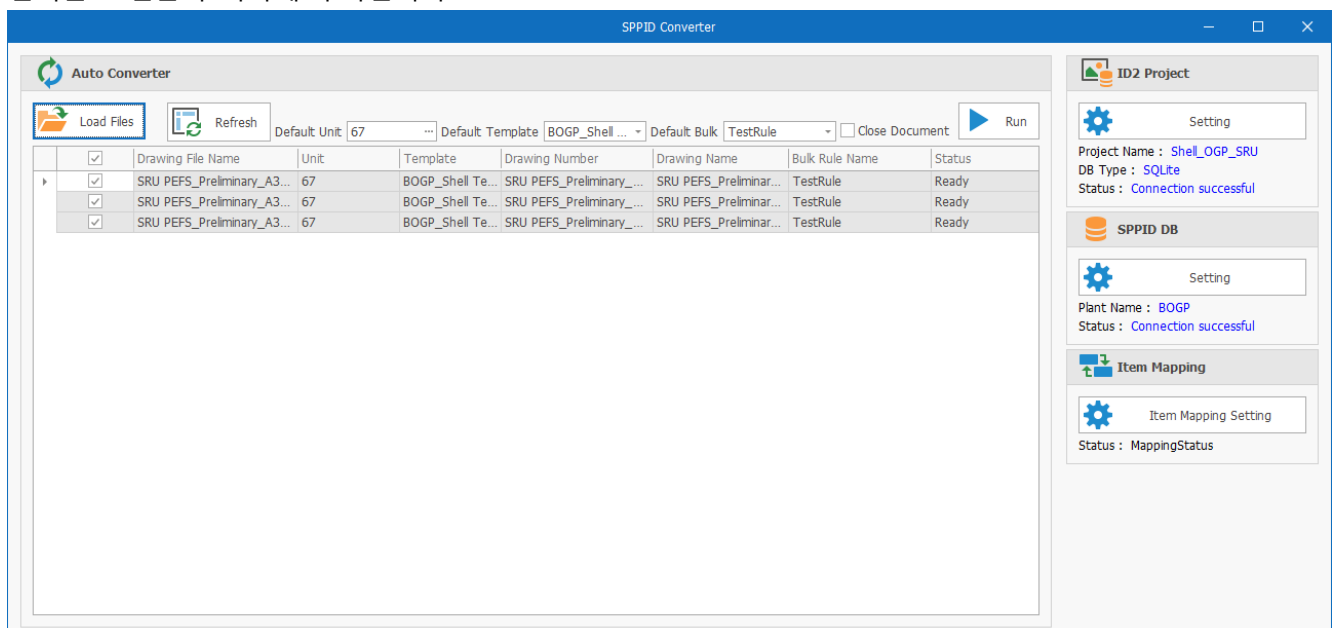 SPPID Converter
Auto Converter
Load Files
Refresh
Default Unit 67 ... Default Template BOGP_Shell ... Default Bulk TestRule Close Document
Run
Drawing File Name Unit Template Drawing Number Drawing Name Bulk Rule Name Status
SRU PEFS_Preliminary_A3... 67 BOGP_Shell Te... SRU PEFS_Preliminary_... SRU PEFS_Preliminar... TestRule Ready
SRU PEFS_Preliminary_A3... 67 BOGP_Shell Te... SRU PEFS_Preliminary_... SRU PEFS_Preliminar... TestRule Ready
SRU PEFS_Preliminary_A3... 67 BOGP_Shell Te... SRU PEFS_Preliminary_... SRU PEFS_Preliminar... TestRule Ready
ID2 Project
Setting
Project Name : Shell_OGP_SRU
DB Type : SQLite
Status : Connection successful
SPPID DB
Setting
Plant Name : BOGP
Status : Connection successful
Item Mapping
Item Mapping Setting
Status : MappingStatus